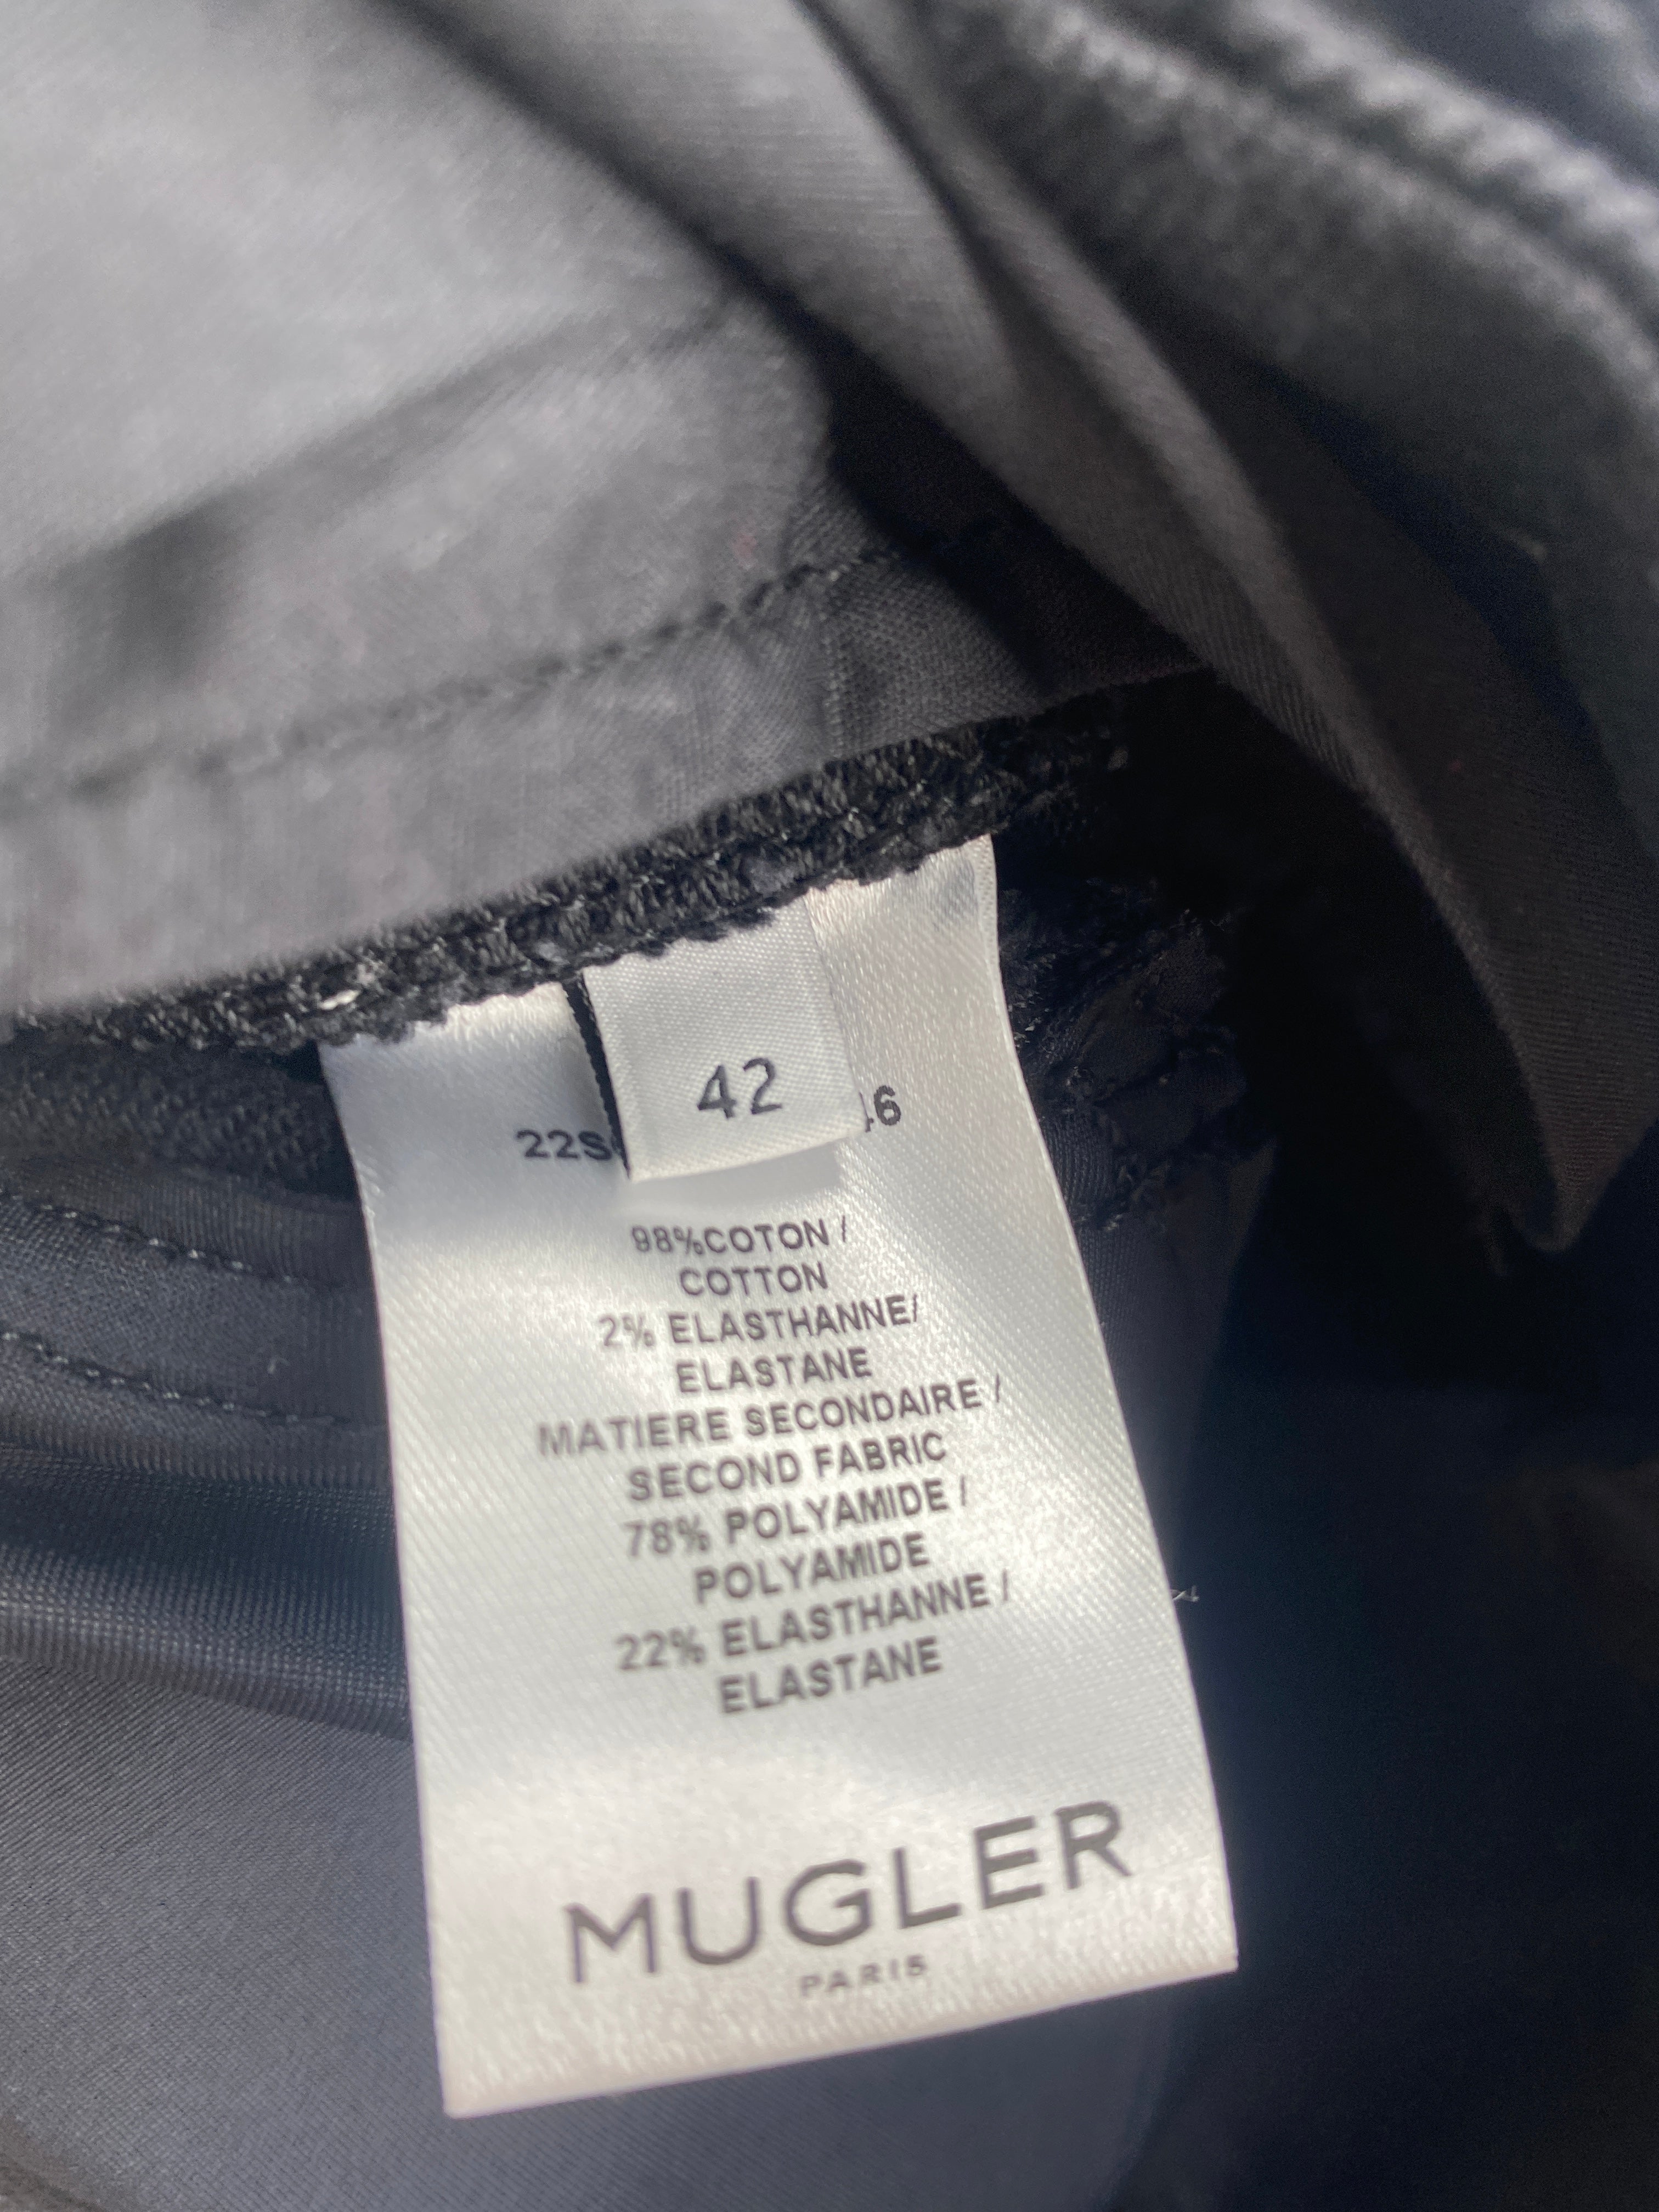 42
98%COTON /
COTTON
2% ELASTHANNE/
ELASTANE
MATIERE SECONDAIRE /
SECOND FABRIC
78% POLYAMIDE /
POLYAMIDE
22% ELASTHANNE /
ELASTANE
MUGLER
PARIS